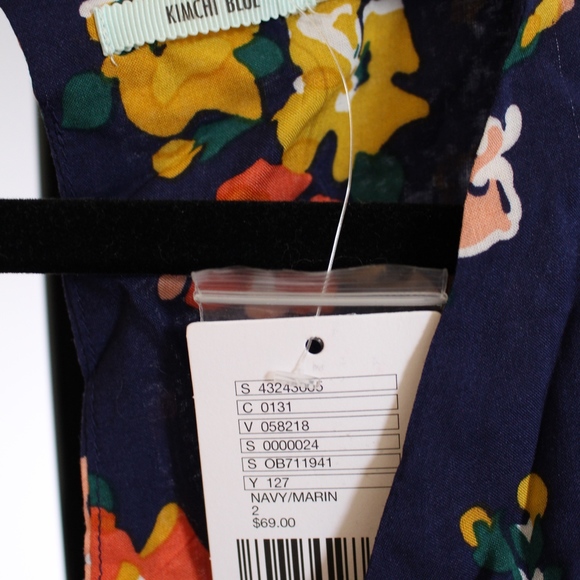 KIMCHI BLUE
S 43243005
C 0131
V 058218
S 0000024
S OB711941
Y 127
NAVY/MARIN
2
$69.00